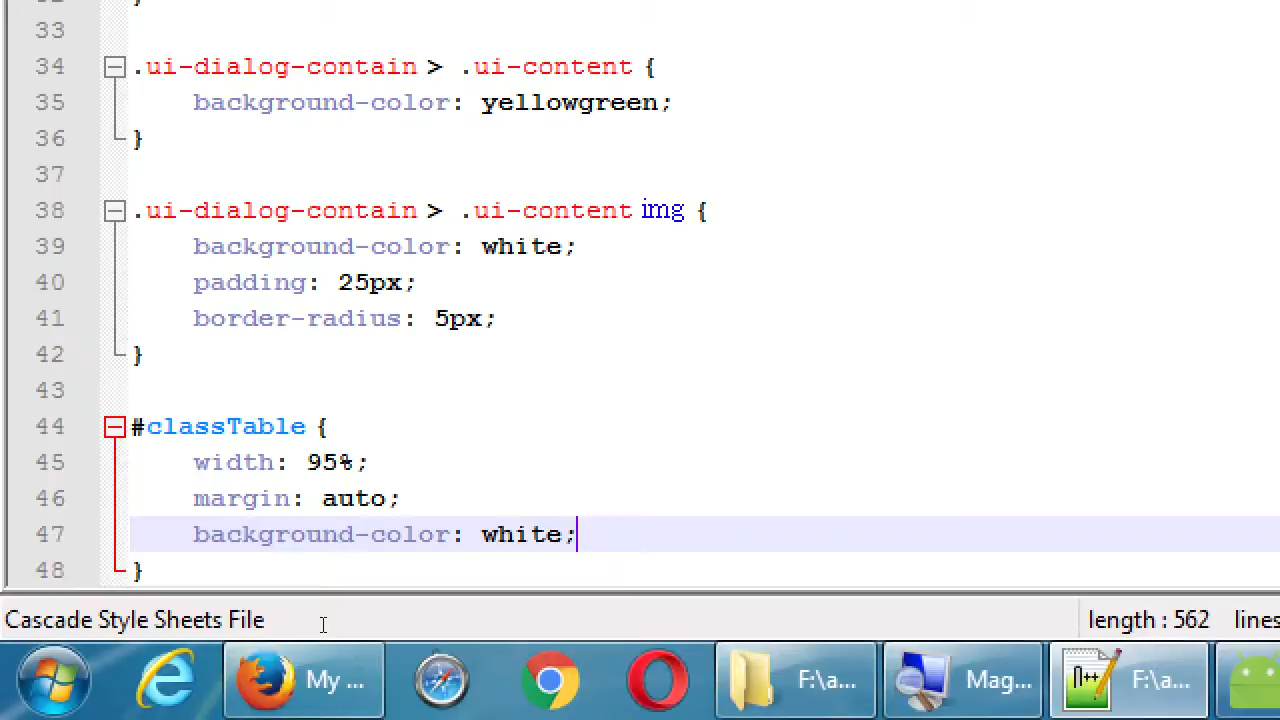 33
34 .ui-dialog-contain > .ui-content {
35 background-color: yellowgreen;
36 }
37
38 .ui-dialog-contain > .ui-content img {
39 background-color: white;
40 padding: 25px;
41 border-radius: 5px;
42 }
43
44 #classTable {
45 width: 95%;
46 margin: auto;
47 background-color: white;
48 }
Cascade Style Sheets File length : 562 lines
My ... F:\a... Mag... F:\a...